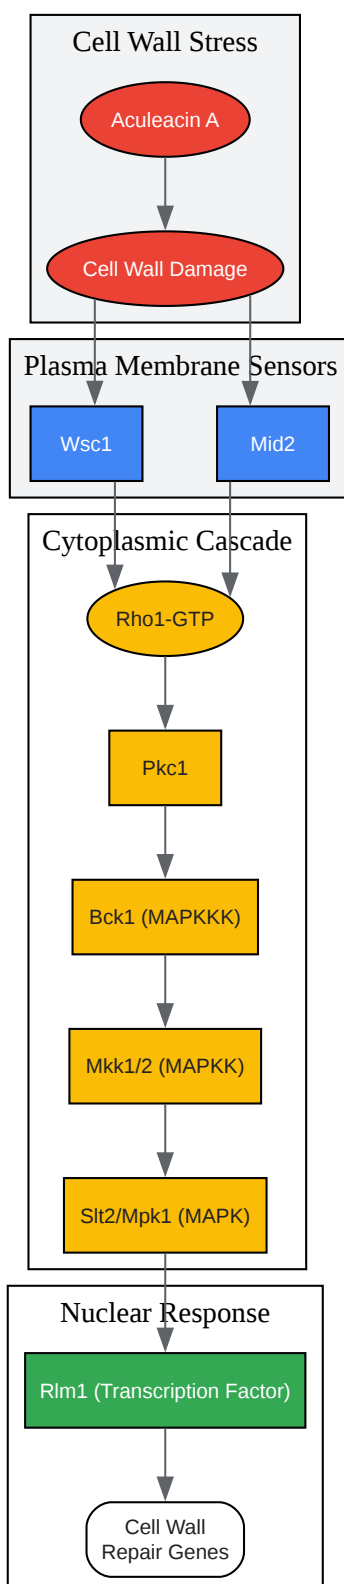 Cell Wall Stress
Aculeacin A
Cell Wall Damage
Plasma Membrane Sensors
Wsc1
Mid2
Cytoplasmic Cascade
Rho1-GTP
Pkc1
Bck1 (MAPKKK)
Mkk1/2 (MAPKK)
Slt2/Mpk1 (MAPK)
Nuclear Response
Rlm1 (Transcription Factor)
Cell Wall
Repair Genes